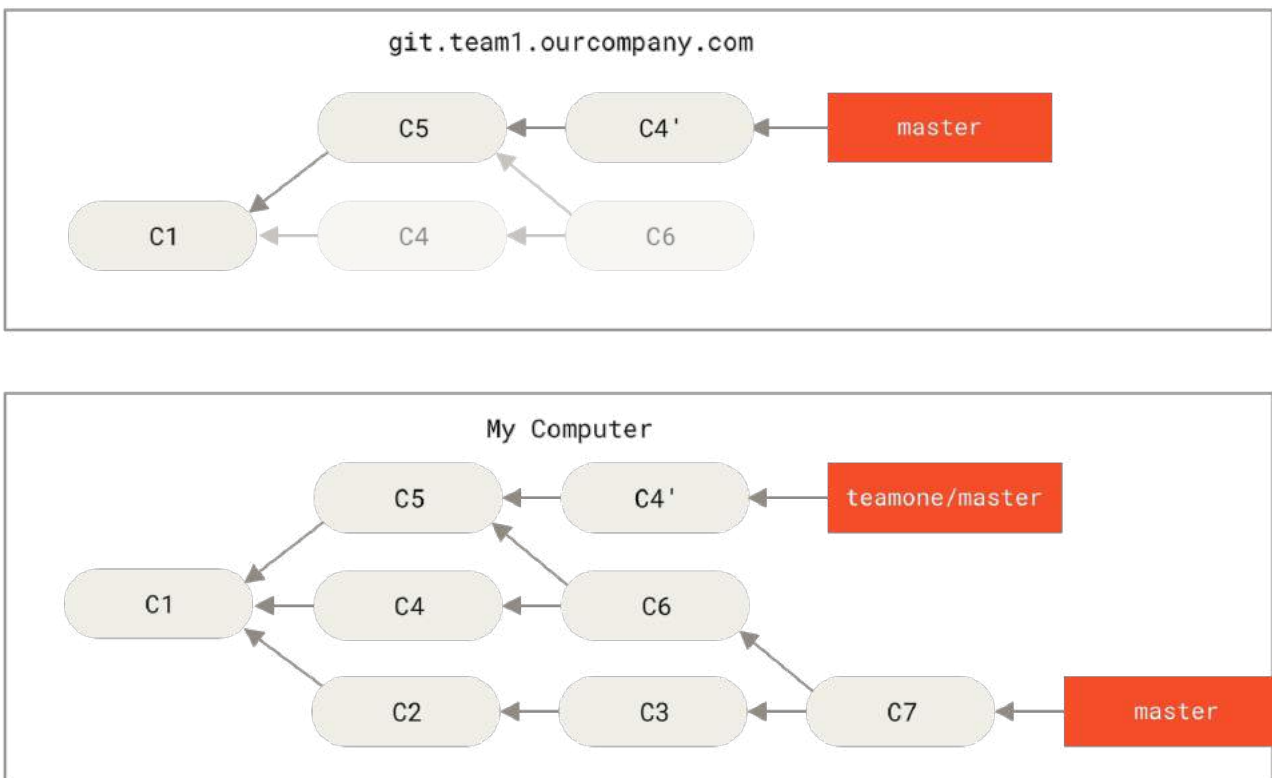 git.team1.ourcompany.com
C5 C4' master
C1 C4 C6
My Computer
C5 C4' teamone/master
C1 C4 C6
C2 C3 C7 master